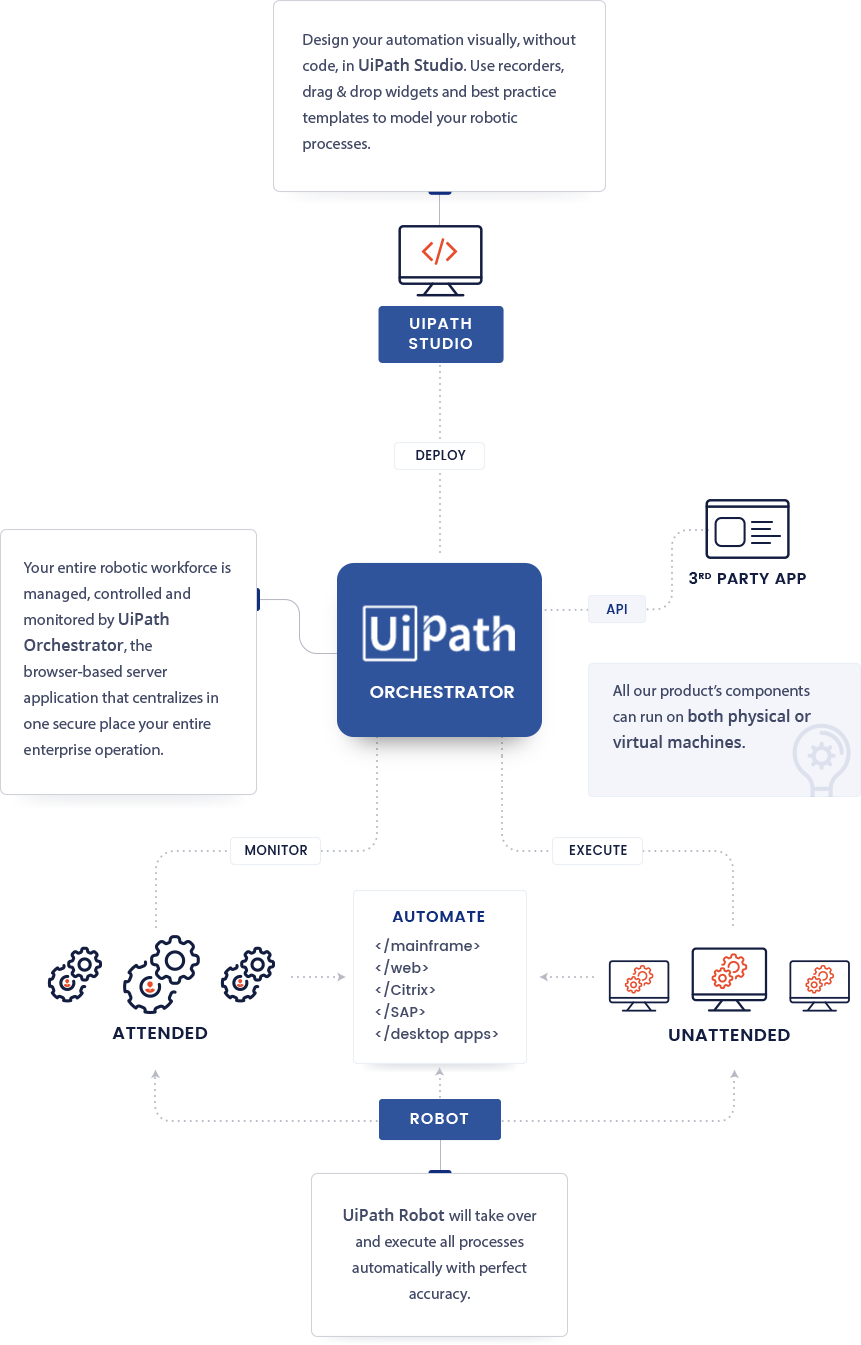 Design your automation visually, without
code, in UiPath Studio. Use recorders,
drag & drop widgets and best practice
templates to model your robotic
processes.
</>
UIPATH
STUDIO
DEPLOY
3RD PARTY APP
API
Your entire robotic workforce is
managed, controlled and
monitored by UiPath
Orchestrator, the
browser-based server
application that centralizes in
one secure place your entire
enterprise operation.
UiPath
ORCHESTRATOR
All our product’s components
can run on both physical or
virtual machines.
MONITOR
EXECUTE
AUTOMATE
</mainframe>
</web>
</Citrix>
</SAP>
</desktop apps>
ATTENDED
UNATTENDED
ROBOT
UiPath Robot will take over
and execute all processes
automatically with perfect
accuracy.